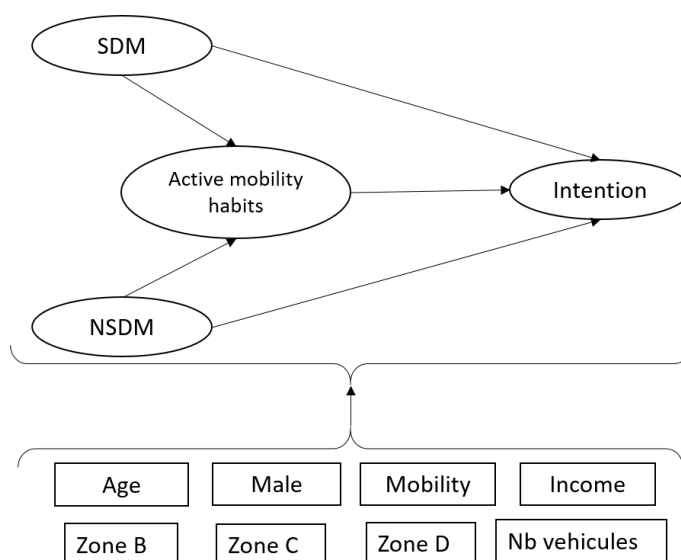 SDM
Active mobility
habits
Intention
NSDM
Age
Male
Mobility
Income
Zone B
Zone C
Zone D
Nb vehicules